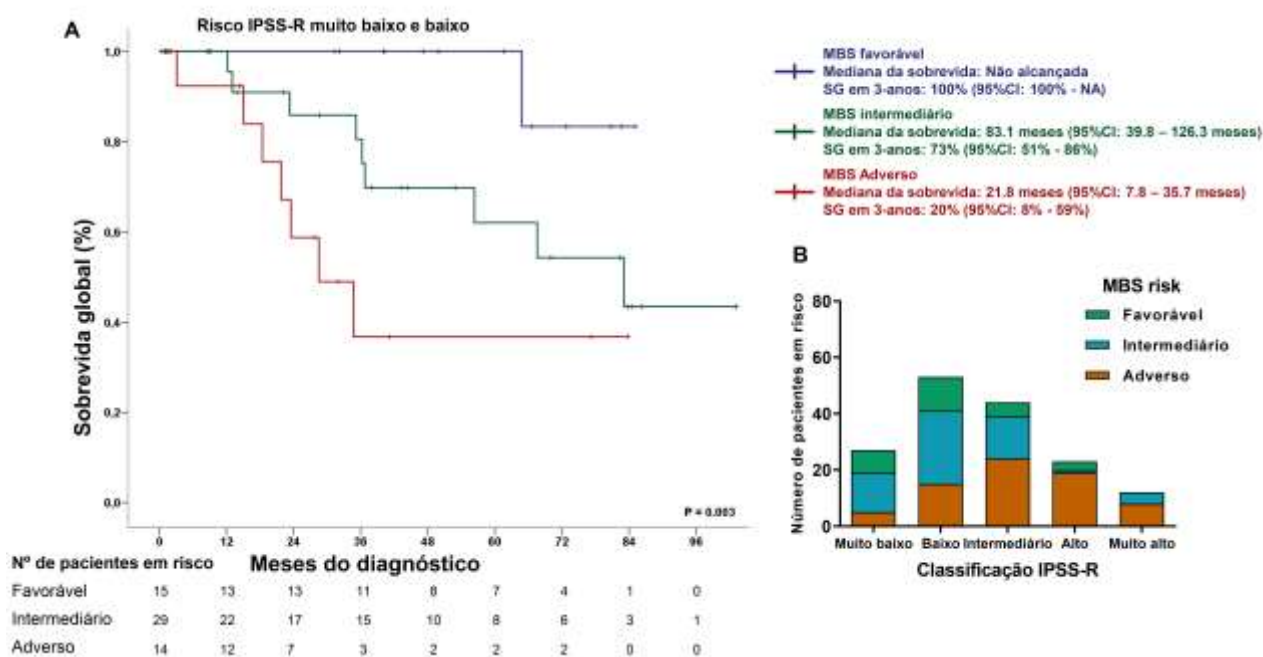 A
Risco IPSS-R muito baixo e baixo
Sobrevida global (%)
1,0
0,8
0,6
0,4
0,2
0,0
P = 0.003
0 12 24 36 48 60 72 84 96
Meses do diagnóstico
Nº de pacientes em risco
Favorável 15 13 13 11 8 7 4 1 0
Intermediário 29 22 17 15 10 8 6 3 1
Adverso 14 12 7 3 2 2 2 0 0
MBS favorável
Mediana da sobrevida: Não alcançada
SG em 3-anos: 100% (95%CI: 100% - NA)
MBS intermediário
Mediana da sobrevida: 83.1 meses (95%CI: 39.8 – 126.3 meses)
SG em 3-anos: 73% (95%CI: 51% - 86%)
MBS Adverso
Mediana da sobrevida: 21.8 meses (95%CI: 7.8 – 35.7 meses)
SG em 3-anos: 20% (95%CI: 8% - 59%)
B
MBS risk
Favorável
Intermediário
Adverso
Número de pacientes em risco
80
60
40
20
0
Muito baixo Baixo Intermediário Alto Muito alto
Classificação IPSS-R